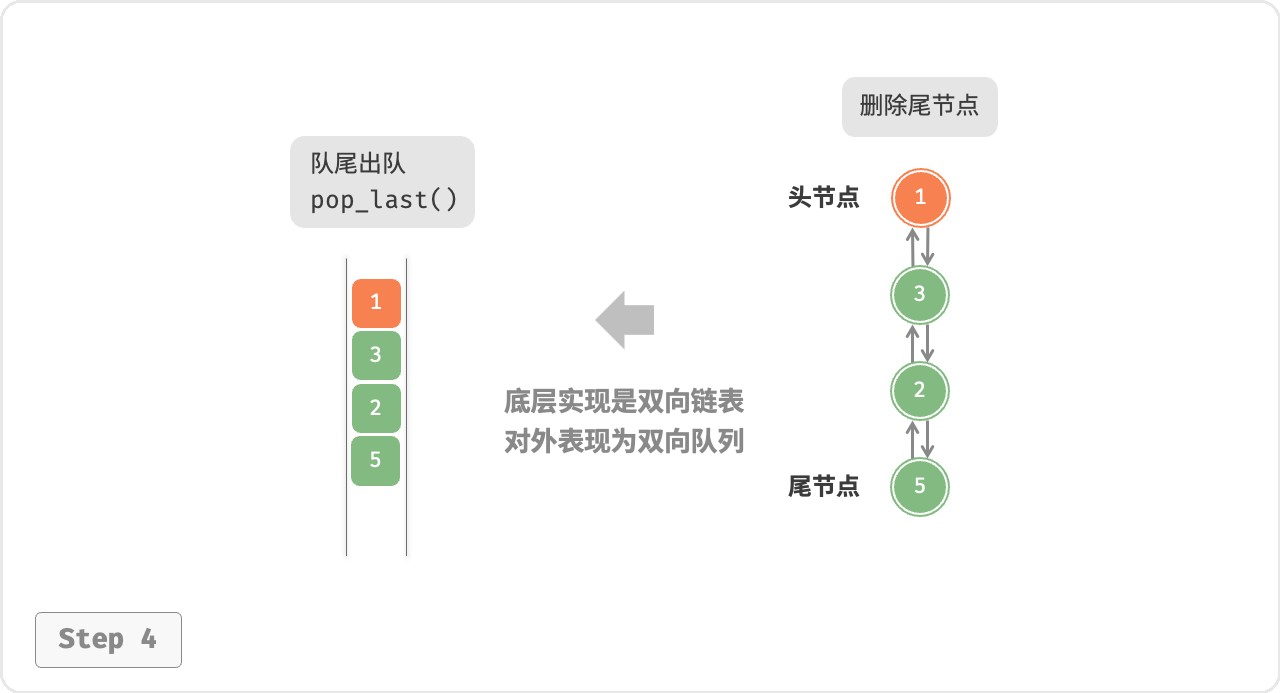 队尾出队
pop_last()
1
3
2
5
底层实现是双向链表
对外表现为双向队列
删除尾节点
头节点
1
3
2
尾节点
5
Step 4